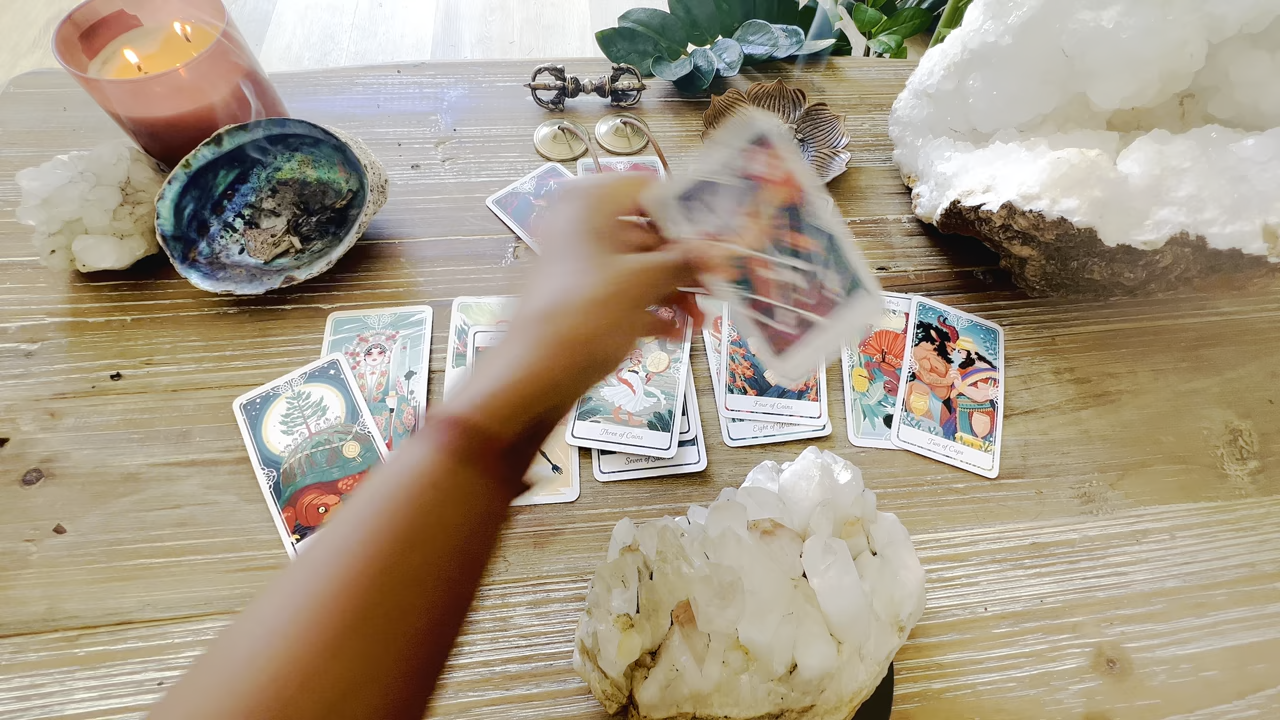 Three of Coins
Seven of
Four of Coins
Eight of
Two of Cups